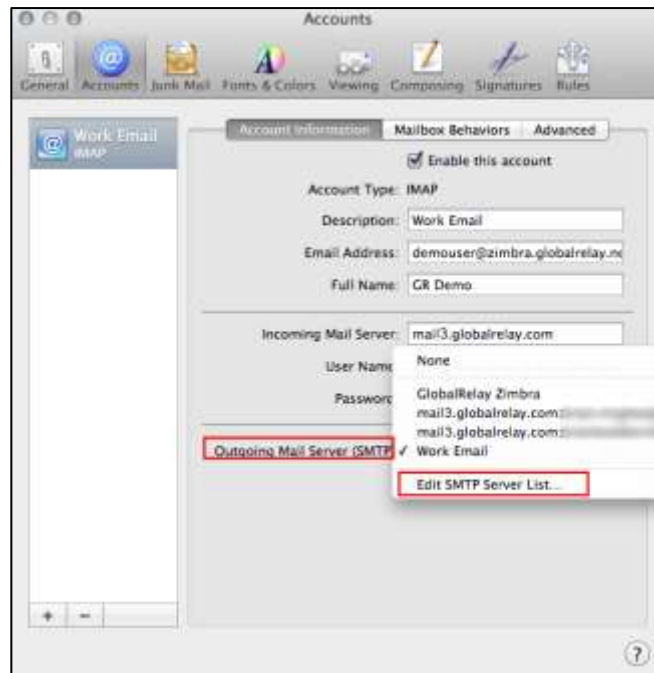 Accounts
General Accounts Junk Mail Fonts & Colors Viewing Composing Signatures Rules
Work Email
IMAP
Account Information Mailbox Behaviors Advanced
Enable this account
Account Type: IMAP
Description: Work Email
Email Address: demouser@zimbra.globalrelay.ne
Full Name: GR Demo
Incoming Mail Server: mail3.globalrelay.com
User Name
Password
None
GlobalRelay Zimbra
mail3.globalrelay.com:
mail3.globalrelay.com:
Outgoing Mail Server (SMTP ✓ Work Email
Edit SMTP Server List...
+ -
?